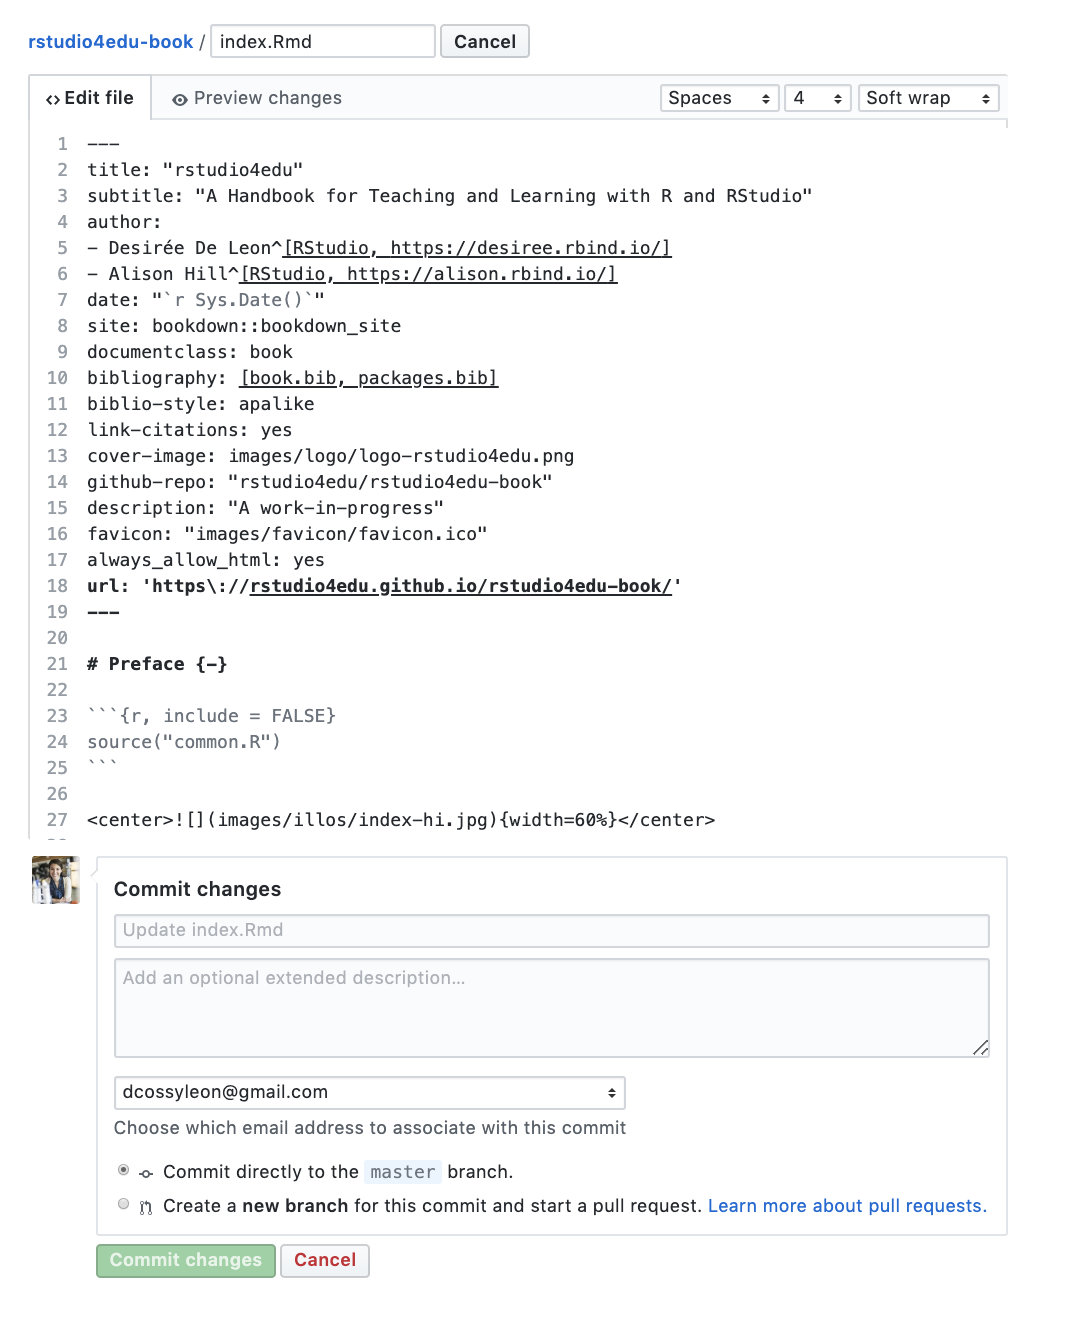 rstudio4edu-book / index.Rmd Cancel
<> Edit file Preview changes Spaces 4 Soft wrap
1 ---
2 title: "rstudio4edu"
3 subtitle: "A Handbook for Teaching and Learning with R and RStudio"
4 author:
5 - Desirée De Leon^[RStudio, https://desiree.rbind.io/]
6 - Alison Hill^[RStudio, https://alison.rbind.io/]
7 date: "`r Sys.Date()`"
8 site: bookdown::bookdown_site
9 documentclass: book
10 bibliography: [book.bib, packages.bib]
11 biblio-style: apalike
12 link-citations: yes
13 cover-image: images/logo/logo-rstudio4edu.png
14 github-repo: "rstudio4edu/rstudio4edu-book"
15 description: "A work-in-progress"
16 favicon: "images/favicon/favicon.ico"
17 always_allow_html: yes
18 url: 'https\://rstudio4edu.github.io/rstudio4edu-book/'
19 ---
20
21 # Preface {-}
22
23 ```{r, include = FALSE}
24 source("common.R")
25 ```
26
27 <center>![](images/illos/index-hi.jpg){width=60%}</center>
Commit changes
Update index.Rmd
Add an optional extended description...
dcossyleon@gmail.com
Choose which email address to associate with this commit
Commit directly to the master branch.
Create a new branch for this commit and start a pull request. Learn more about pull requests.
Commit changes Cancel